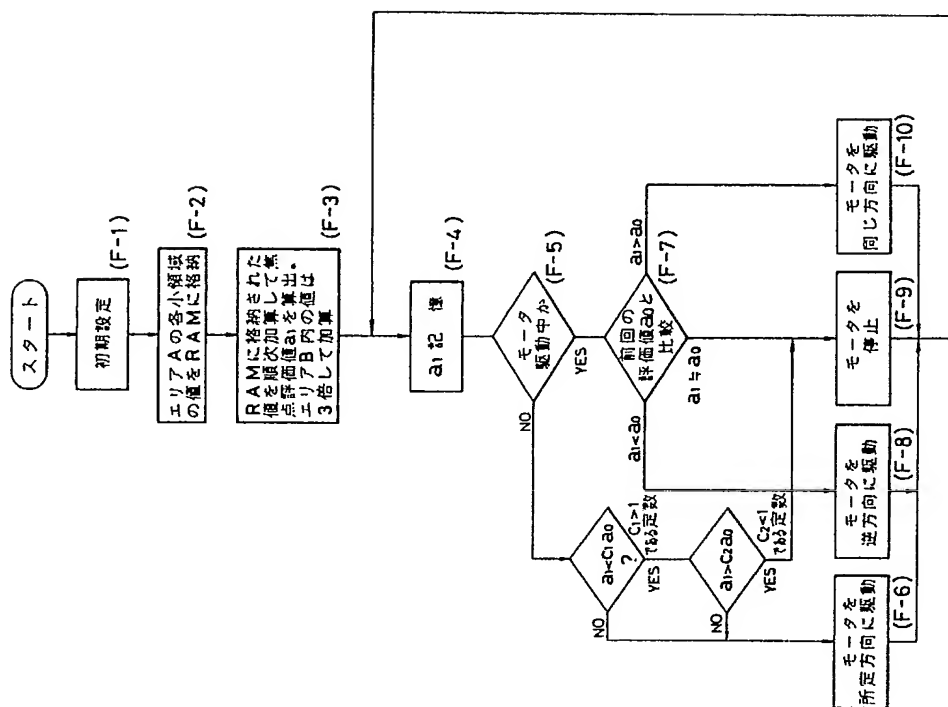 スタート
初期設定
(F-1)
エリアAの各小領域
の値をRAMに格納
(F-2)
RAMに格納された
値を順次加算して焦
点評価値a₁を算出。
エリアB内の値は
3倍して加算
(F-3)
a₁記憶
(F-4)
モータ
駆動中か
(F-5)
NO
YES
前回の
評価値a₀と
比較
(F-7)
a₁<a₀
a₁≒a₀
a₁>a₀
a₁<C₁a₀
?
C₁>1
である定数
NO
YES
a₁>C₂a₀
C₂<1
である定数
NO
YES
モータを
所定方向に駆動
(F-6)
モータを
逆方向に駆動
(F-8)
モータを
停止
(F-9)
モータを
同じ方向に駆動
(F-10)